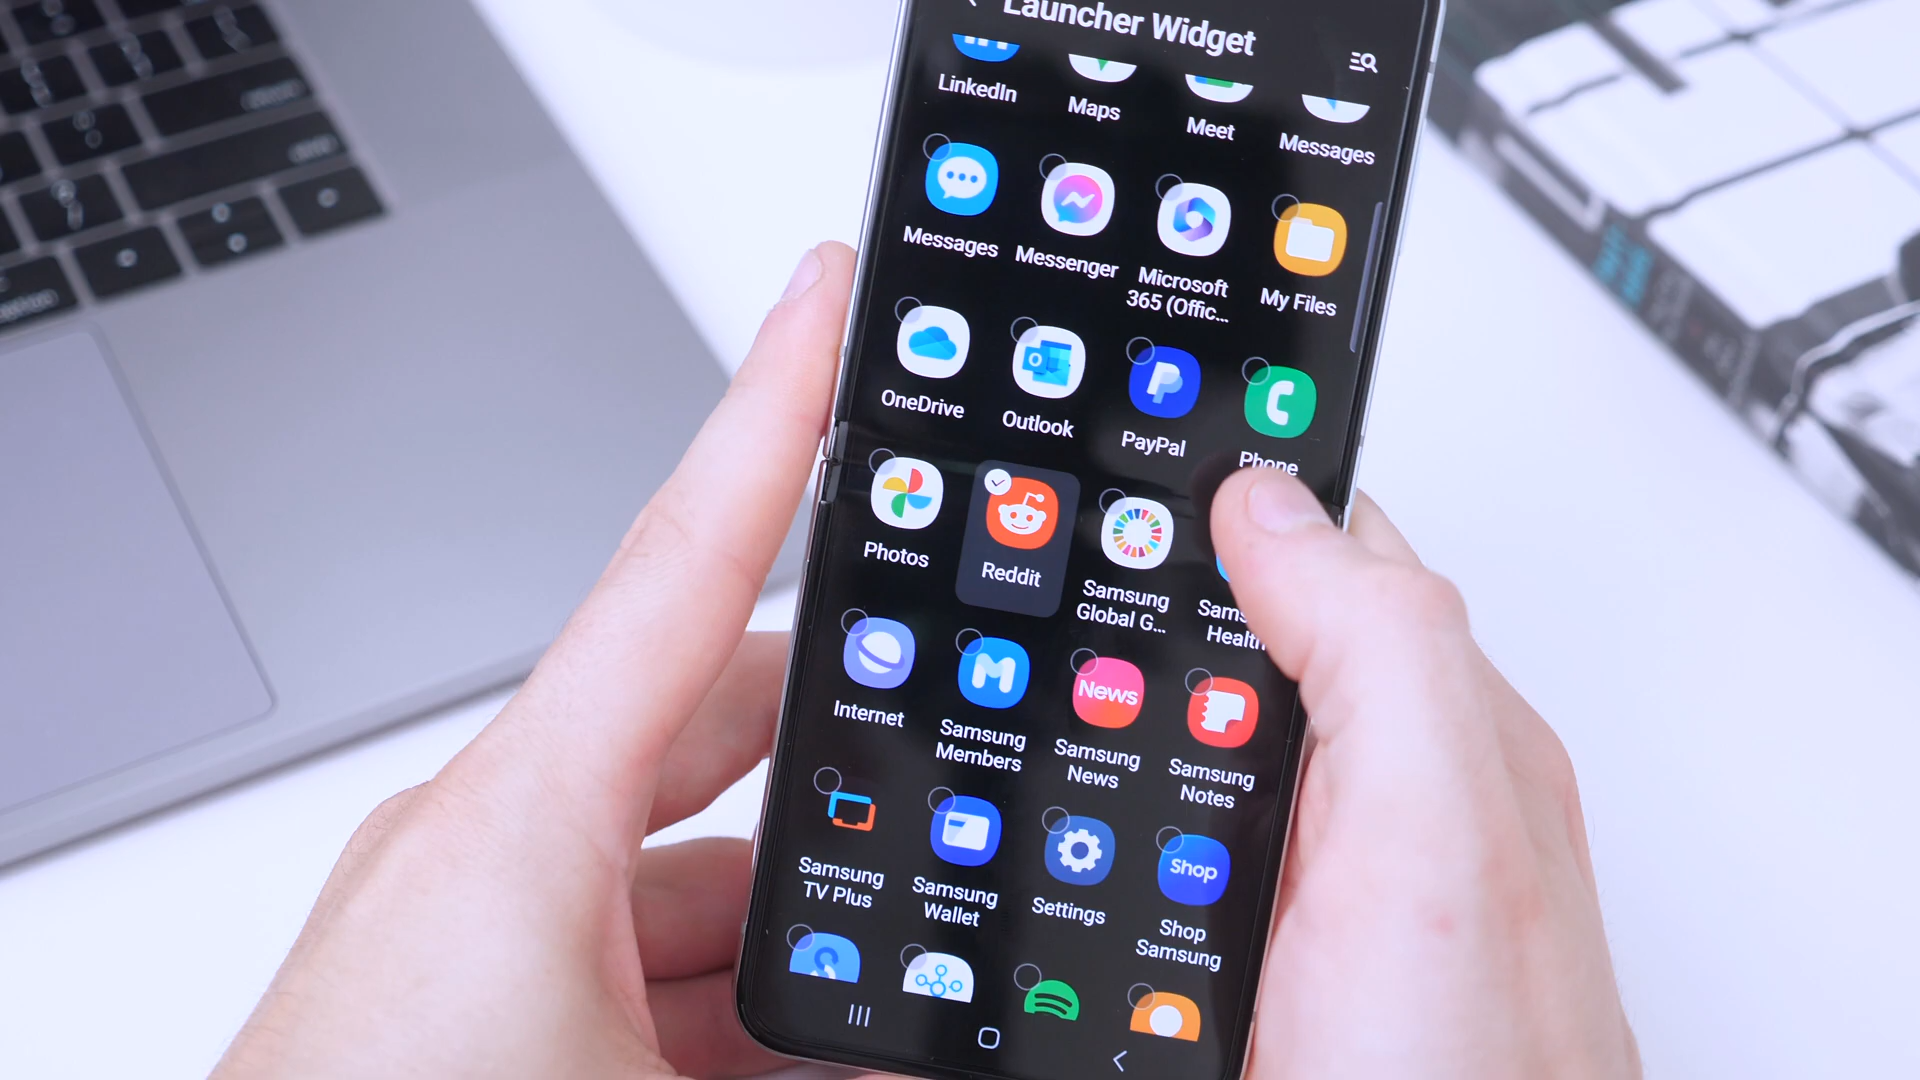 Launcher Widget
LinkedIn
Maps
Meet
Messages
Messages
Messenger
Microsoft
365 (Offic...
My Files
OneDrive
Outlook
PayPal
Phone
Photos
Reddit
Samsung
Global G...
Sams
Health
Internet
Samsung
Members
News
Samsung
News
Samsung
Notes
Samsung
TV Plus
Samsung
Wallet
Settings
Shop
Shop
Samsung